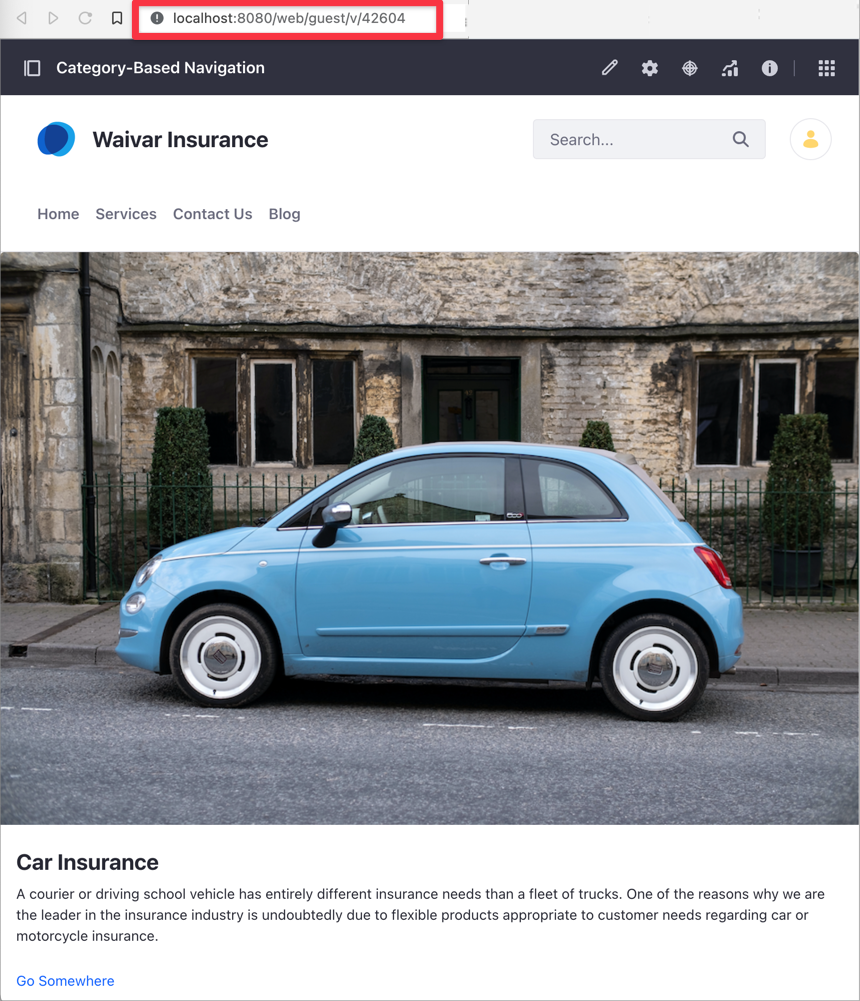 localhost:8080/web/guest/v/42604
Category-Based Navigation
Waivar Insurance
Search...
Home Services Contact Us Blog
Car Insurance
A courier or driving school vehicle has entirely different insurance needs than a fleet of trucks. One of the reasons why we are
the leader in the insurance industry is undoubtedly due to flexible products appropriate to customer needs regarding car or
motorcycle insurance.
Go Somewhere